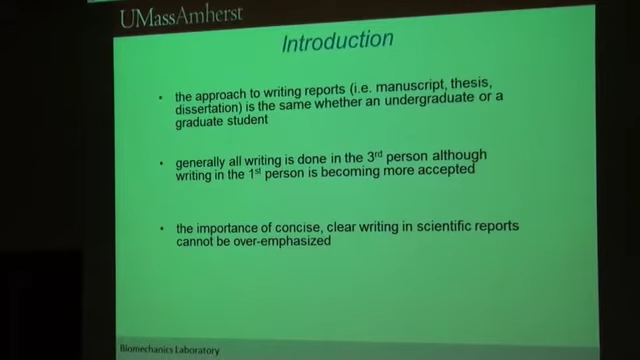 UMassAmherst
Introduction
• the approach to writing reports (i.e. manuscript, thesis,
dissertation) is the same whether an undergraduate or a
graduate student
• generally all writing is done in the 3rd person although
writing in the 1st person is becoming more accepted
• the importance of concise, clear writing in scientific reports
cannot be over-emphasized
Biomechanics Laboratory